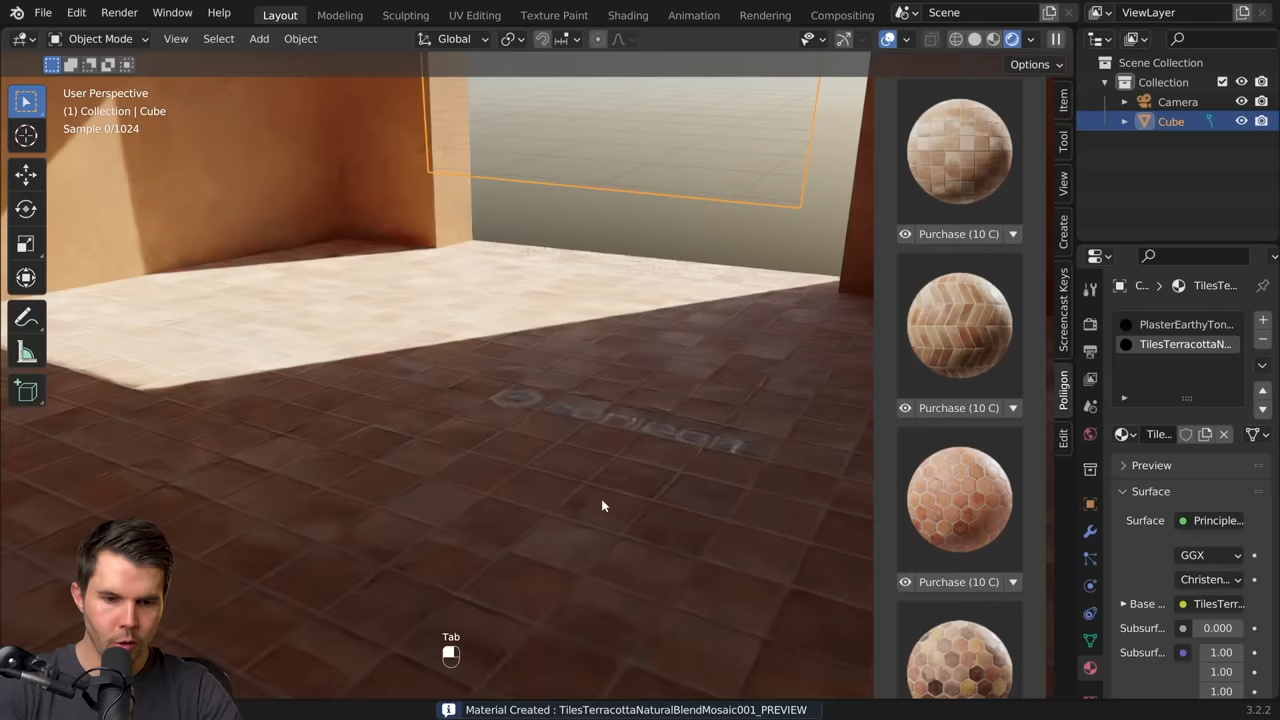 File Edit Render Window Help Layout Modeling Sculpting UV Editing Texture Paint Shading Animation Rendering Compositing Scene ViewLayer
Object Mode View Select Add Object Global
Options
User Perspective
(1) Collection | Cube
Sample 0/1024
Scene Collection
Collection
Camera
Cube
Item
Tool
View
Create
Screencast Keys
Poliigon
Edit
Purchase (10 C)
Purchase (10 C)
Purchase (10 C)
C... > TilesTe...
PlasterEarthyTon...
TilesTerracottaN...
Tile...
Preview
Surface
Surface Principle...
GGX
Christen...
Base ... TilesTerr...
Subsurf... 0.000
Subsurf... 1.00
1.00
1.00
Tab
Material Created : TilesTerracottaNaturalBlendMosaic001_PREVIEW
3.2.2